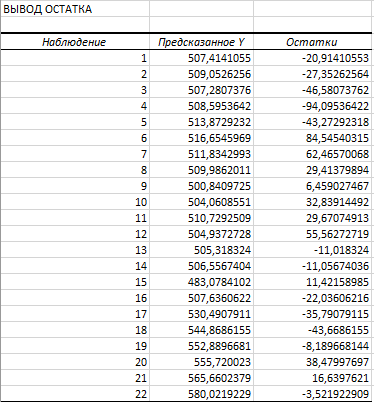 ВЫВОД ОСТАТКА
Наблюдение Предсказанное Y Остатки
1 507,4141055 -20,91410553
2 509,0526256 -27,35262564
3 507,2807376 -46,58073762
4 508,5953642 -94,09536422
5 513,8729232 -43,27292318
6 516,6545969 84,54540315
7 511,8342993 62,46570068
8 509,9862011 29,41379894
9 500,8409725 6,459027467
10 504,0608551 32,83914492
11 510,7292509 29,67074913
12 504,9372728 55,56272719
13 505,318324 -11,018324
14 506,5567404 -11,05674036
15 483,0784102 11,42158985
16 507,6360622 -22,03606216
17 530,4907911 -35,79079115
18 544,8686155 -43,6686155
19 552,8896681 -8,189668144
20 555,720023 38,47997697
21 565,6602379 16,6397621
22 580,0219229 -3,521922909